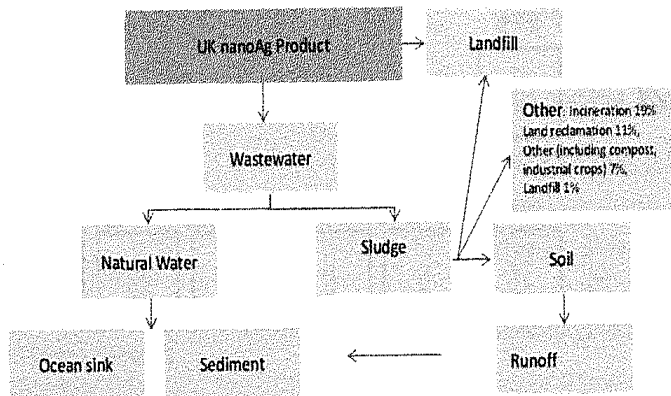 UK nanoAg Product
Landfill
Other: Incineration 19%
Land reclamation 11%,
Other (including compost,
industrial crops) 7%,
Landfill 1%
Wastewater
Natural Water
Sludge
Soil
Ocean sink
Sediment
Runoff